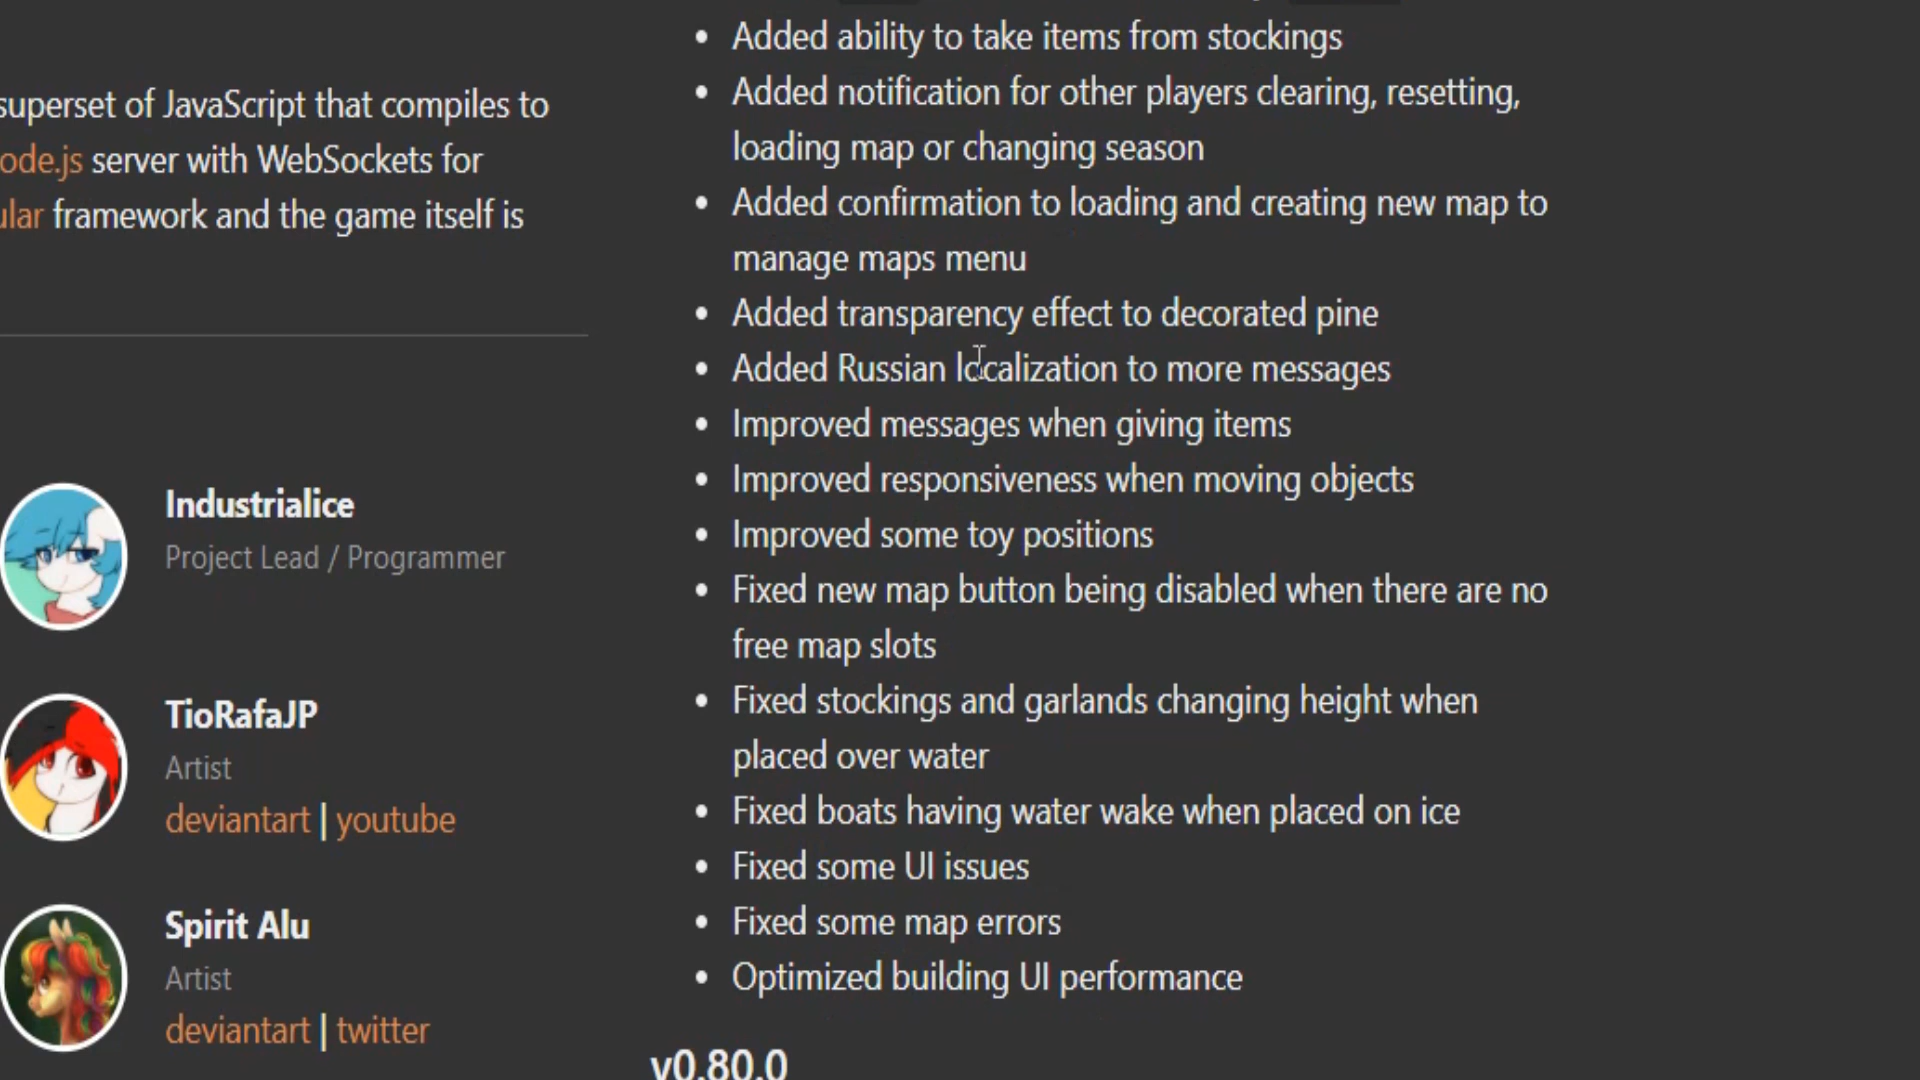 superset of JavaScript that compiles to
ode.js server with WebSockets for
ular framework and the game itself is
Industrialice
Project Lead / Programmer
TioRafaJP
Artist
deviantart | youtube
Spirit Alu
Artist
deviantart | twitter
• Added ability to take items from stockings
• Added notification for other players clearing, resetting,
loading map or changing season
• Added confirmation to loading and creating new map to
manage maps menu
• Added transparency effect to decorated pine
• Added Russian localization to more messages
• Improved messages when giving items
• Improved responsiveness when moving objects
• Improved some toy positions
• Fixed new map button being disabled when there are no
free map slots
• Fixed stockings and garlands changing height when
placed over water
• Fixed boats having water wake when placed on ice
• Fixed some UI issues
• Fixed some map errors
• Optimized building UI performance
v0.80.0